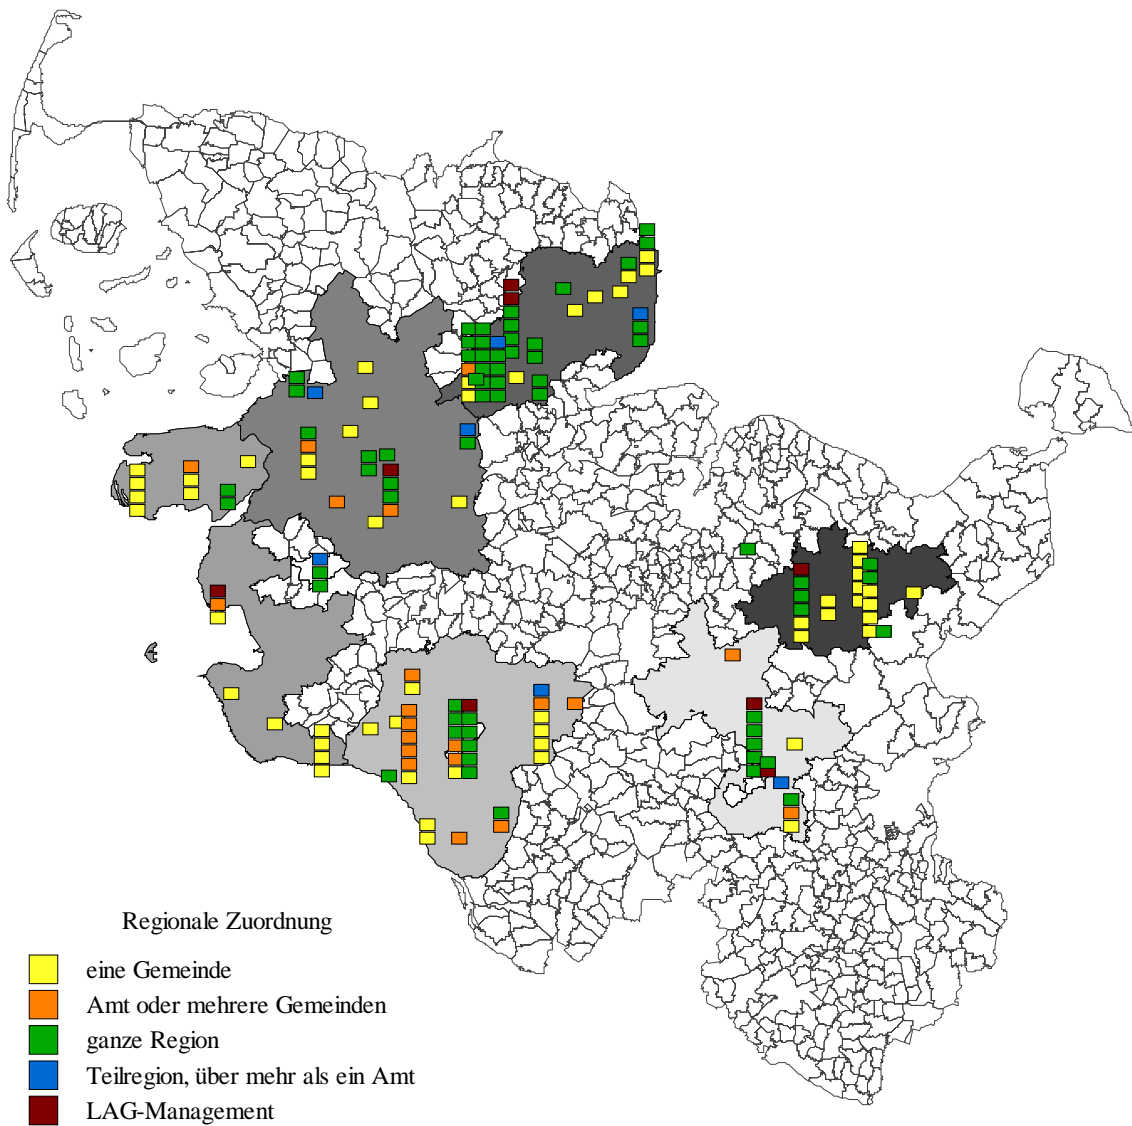 Regionale Zuordnung
eine Gemeinde
Amt oder mehrere Gemeinden
ganze Region
Teilregion, über mehr als ein Amt
LAG-Management